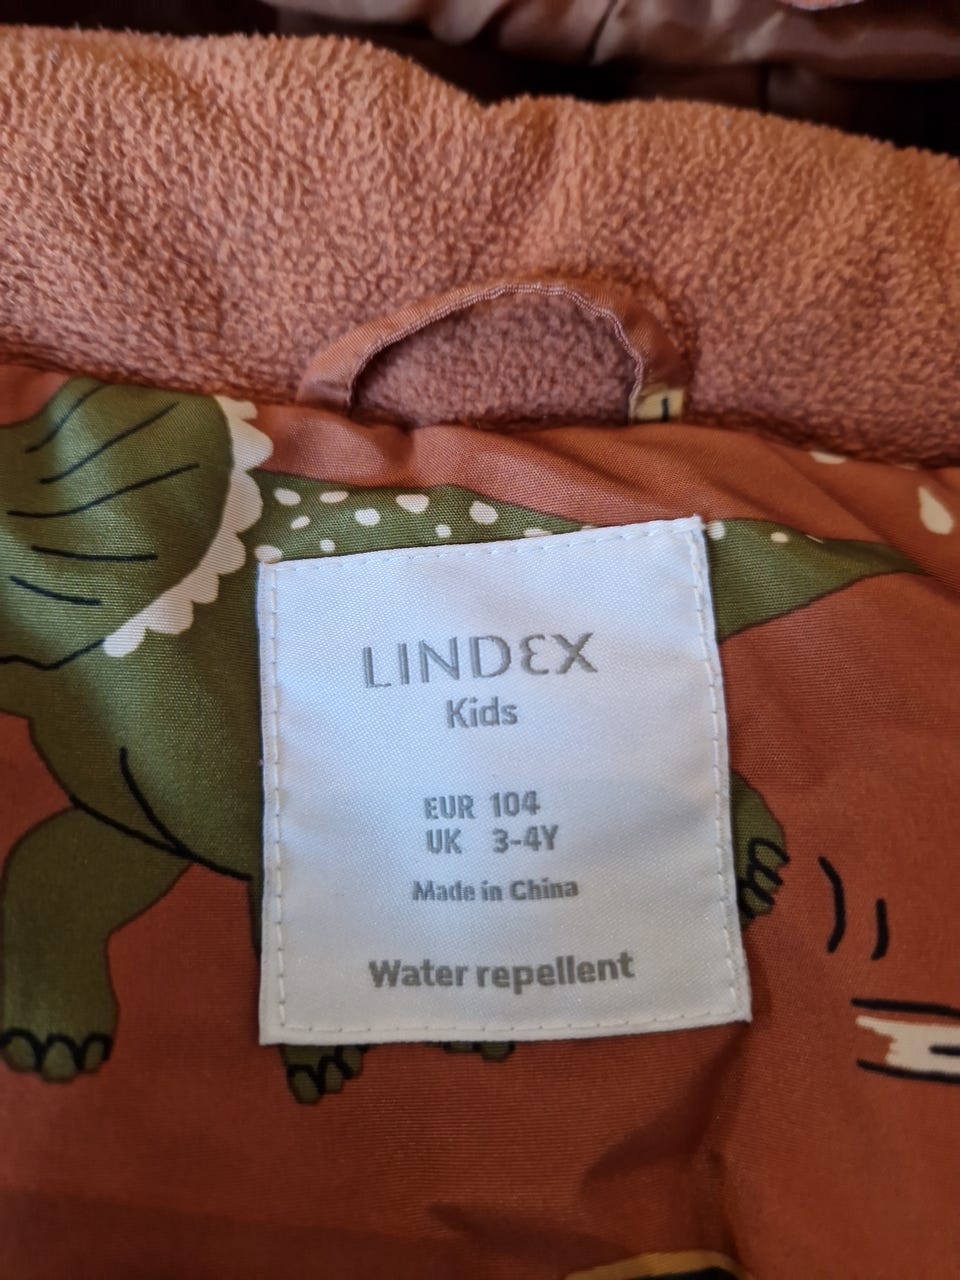 LINDEX
Kids
EUR 104
UK 3-4Y
Made in China
Water repellent